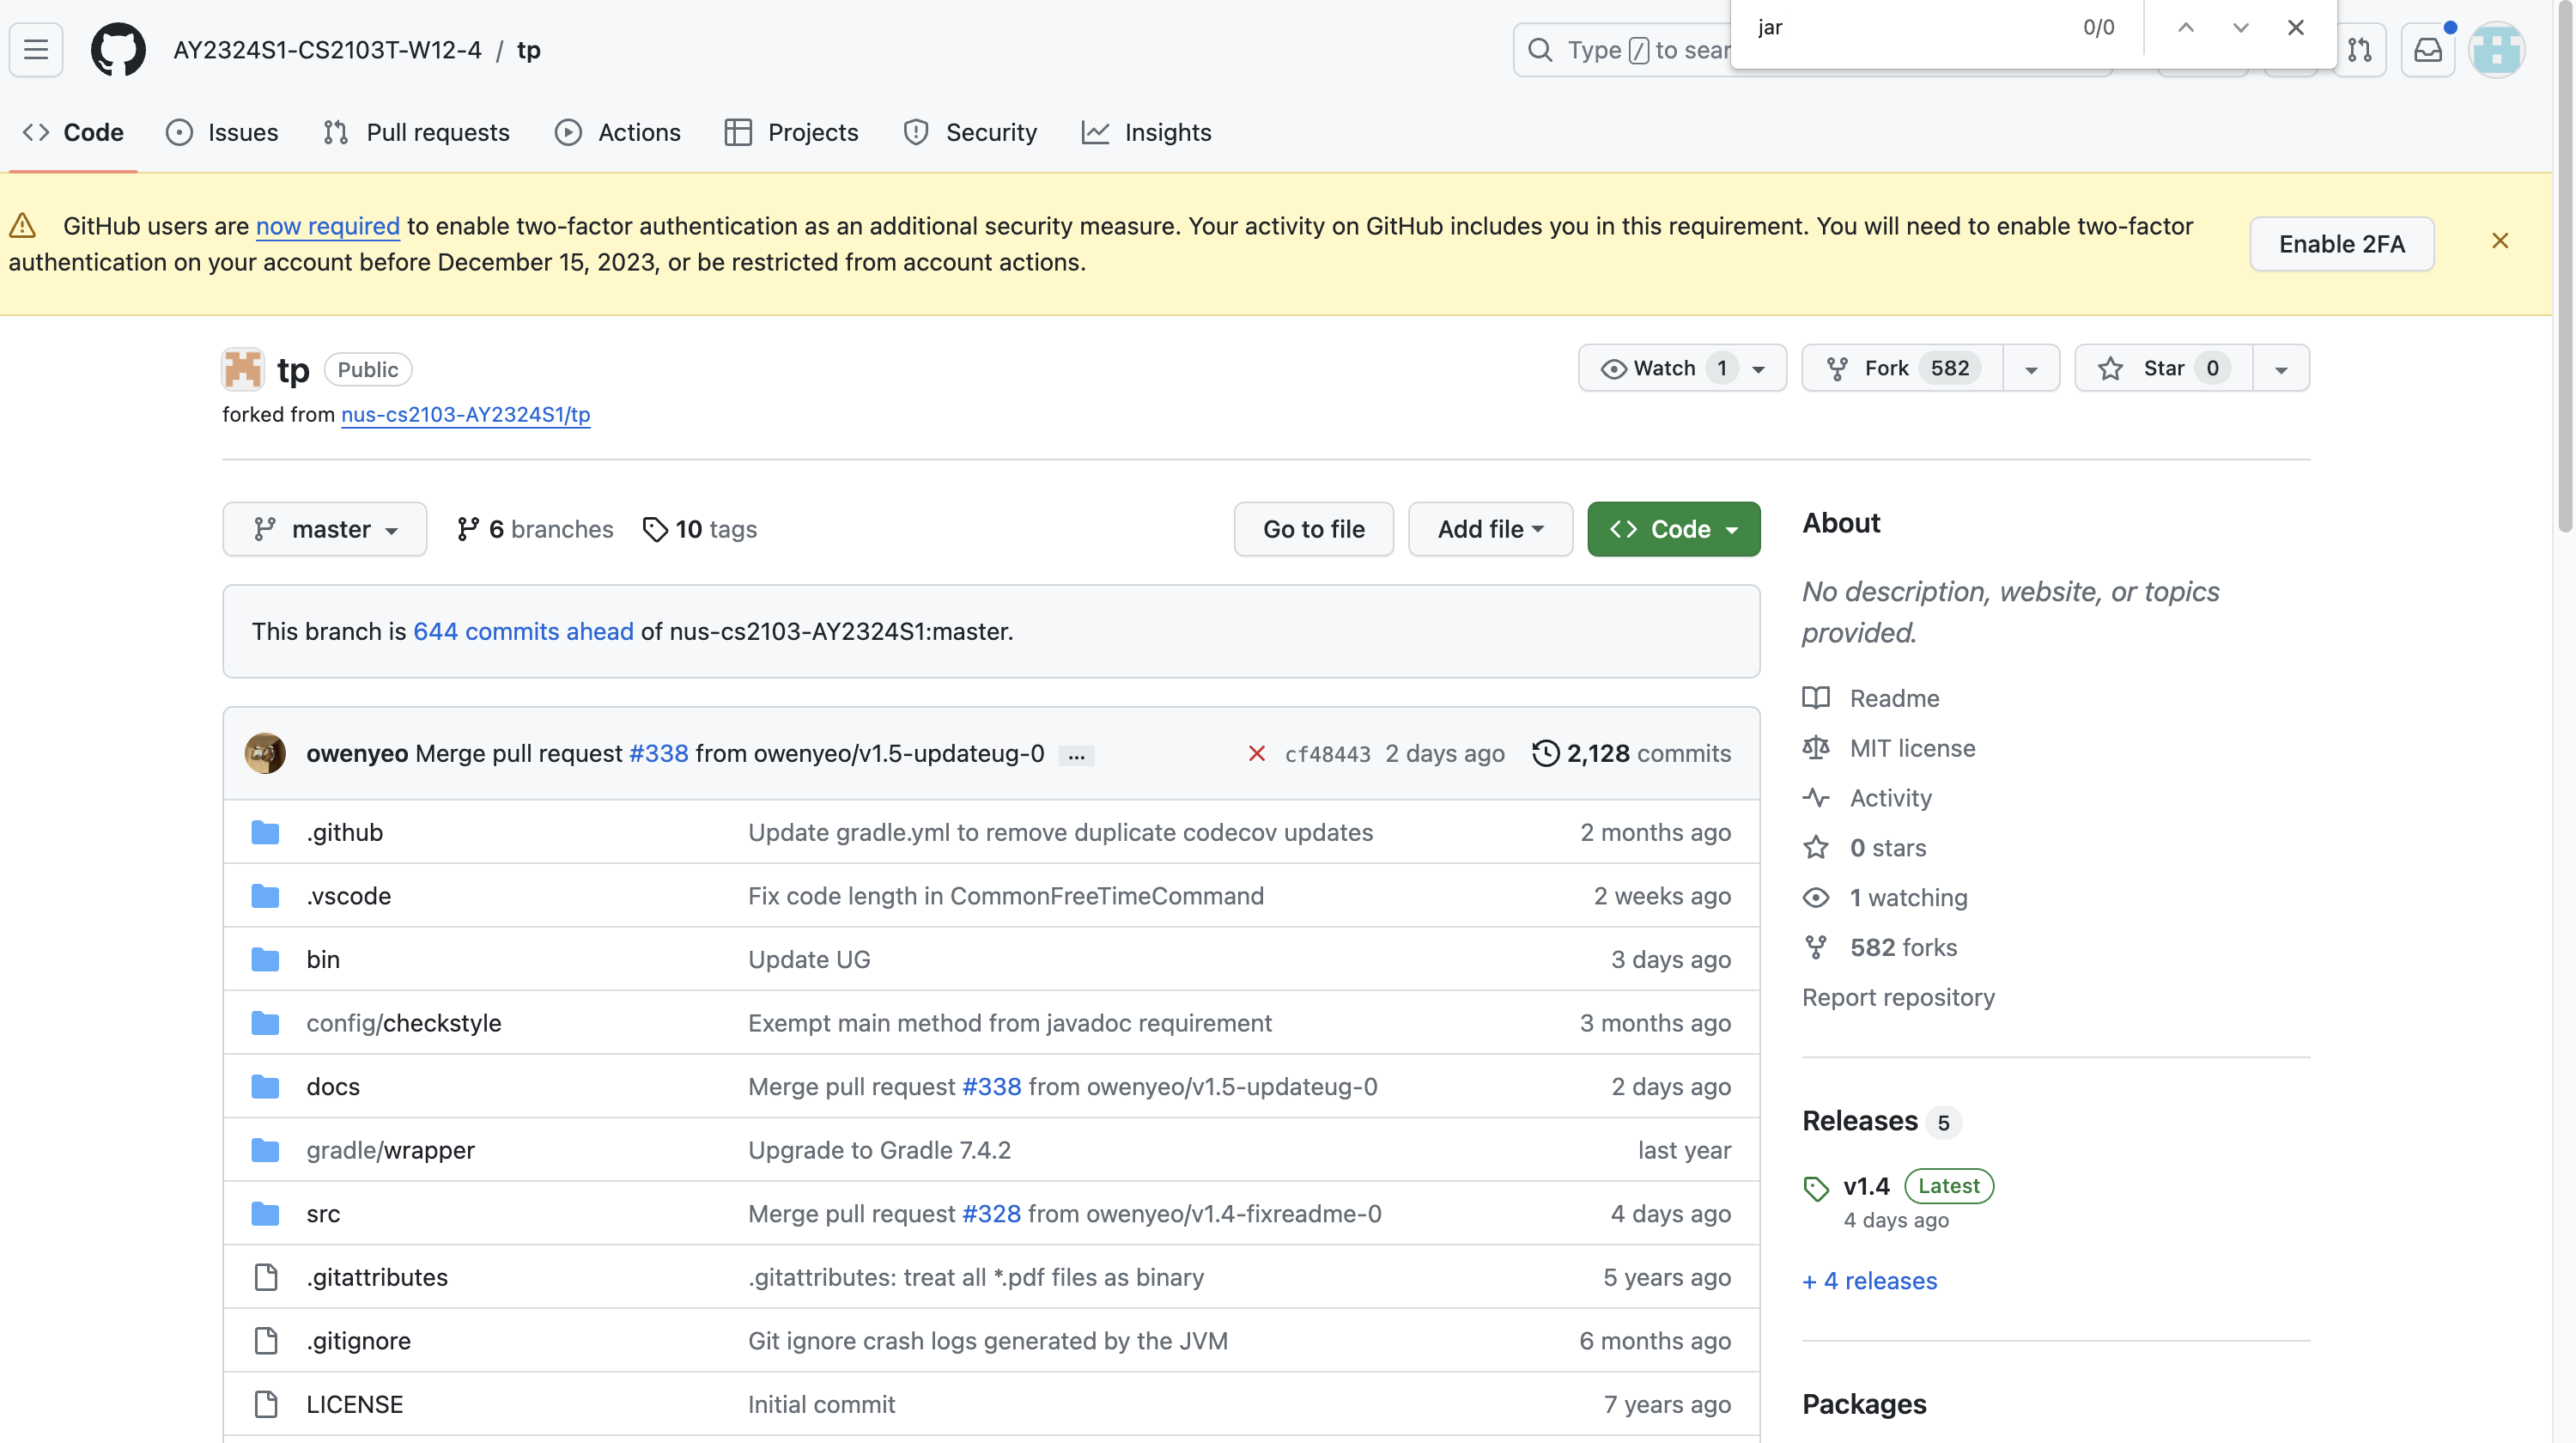 AY2324S1-CS2103T-W12-4 / tp
Type / to sear
jar 0/0
Code Issues Pull requests Actions Projects Security Insights
GitHub users are now required to enable two-factor authentication as an additional security measure. Your activity on GitHub includes you in this requirement. You will need to enable two-factor
authentication on your account before December 15, 2023, or be restricted from account actions.
Enable 2FA
tp Public
Watch 1 Fork 582 Star 0
forked from nus-cs2103-AY2324S1/tp
master 6 branches 10 tags Go to file Add file Code
This branch is 644 commits ahead of nus-cs2103-AY2324S1:master.
owenyeo Merge pull request #338 from owenyeo/v1.5-updateug-0 ... cf48443 2 days ago 2,128 commits
.github Update gradle.yml to remove duplicate codecov updates 2 months ago
.vscode Fix code length in CommonFreeTimeCommand 2 weeks ago
bin Update UG 3 days ago
config/checkstyle Exempt main method from javadoc requirement 3 months ago
docs Merge pull request #338 from owenyeo/v1.5-updateug-0 2 days ago
gradle/wrapper Upgrade to Gradle 7.4.2 last year
src Merge pull request #328 from owenyeo/v1.4-fixreadme-0 4 days ago
.gitattributes .gitattributes: treat all *.pdf files as binary 5 years ago
.gitignore Git ignore crash logs generated by the JVM 6 months ago
LICENSE Initial commit 7 years ago
About
No description, website, or topics
provided.
Readme
MIT license
Activity
0 stars
1 watching
582 forks
Report repository
Releases 5
v1.4 Latest
4 days ago
+ 4 releases
Packages